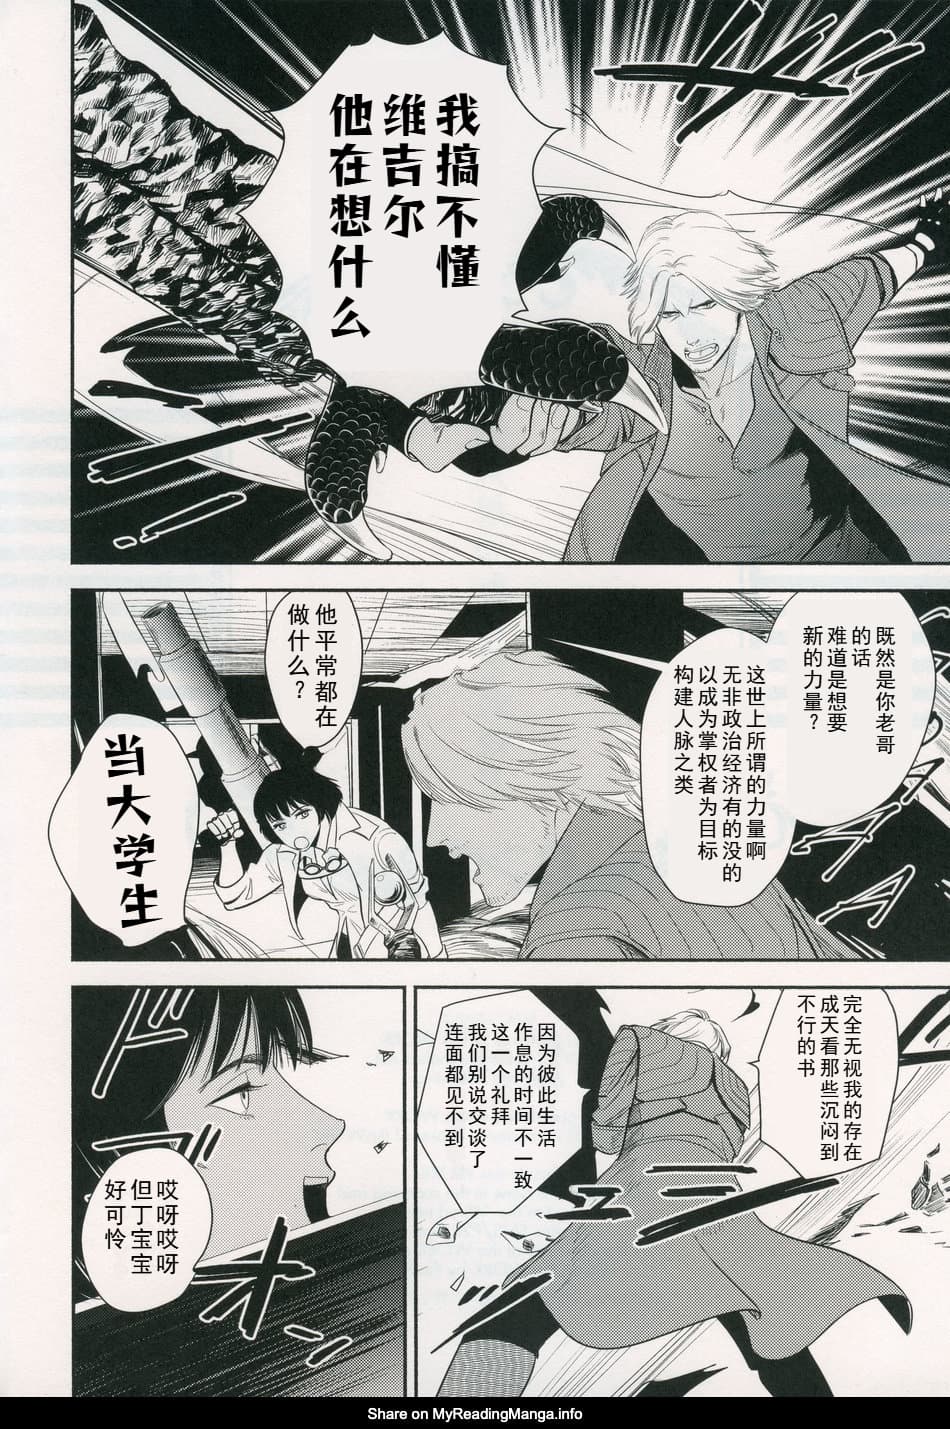 我搞不懂
维吉尔
他在想什么
既然是你老哥
的话
难道是想要
新的力量？
这世上所谓的力量啊
无非政治经济有的没的
以成为掌权者为目标
构建人脉之类
他平常都在
做什么？
当大学生
完全无视我的存在
成天看那些沉闷到
不行的书
因为彼此生活
作息的时间不一致
这一个礼拜
我们别说交谈了
连面都见不到
哎呀哎呀
但丁宝宝
好可怜
Share on MyReadingManga.info